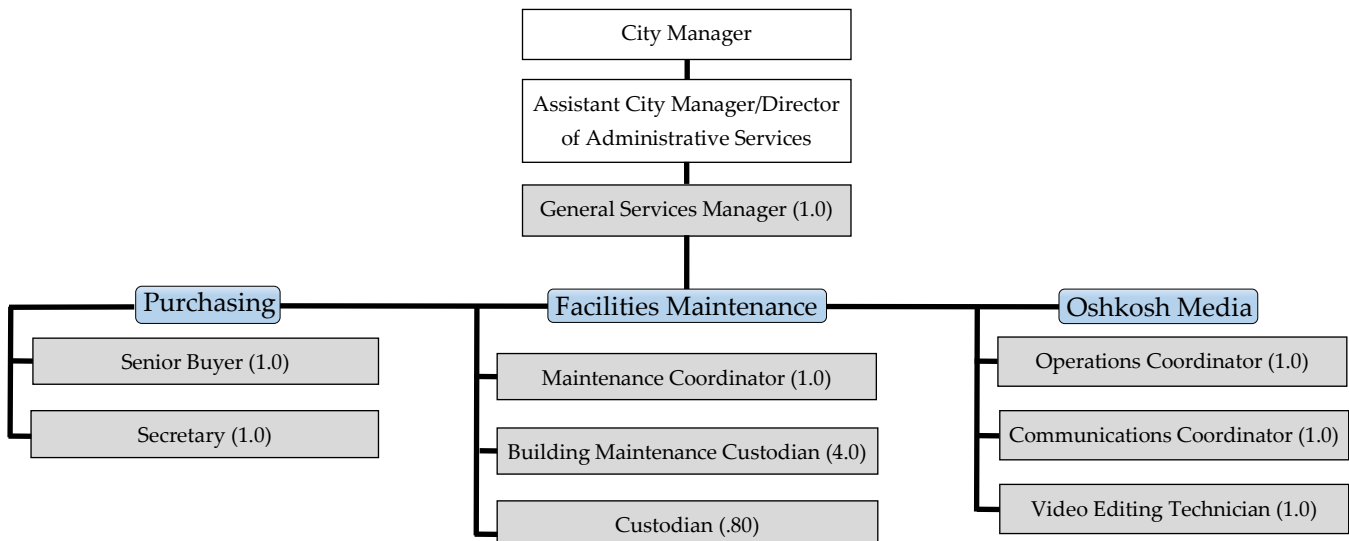 City Manager
Assistant City Manager/Director
of Administrative Services
General Services Manager (1.0)
Purchasing
Senior Buyer (1.0)
Secretary (1.0)
Facilities Maintenance
Maintenance Coordinator (1.0)
Building Maintenance Custodian (4.0)
Custodian (.80)
Oshkosh Media
Operations Coordinator (1.0)
Communications Coordinator (1.0)
Video Editing Technician (1.0)